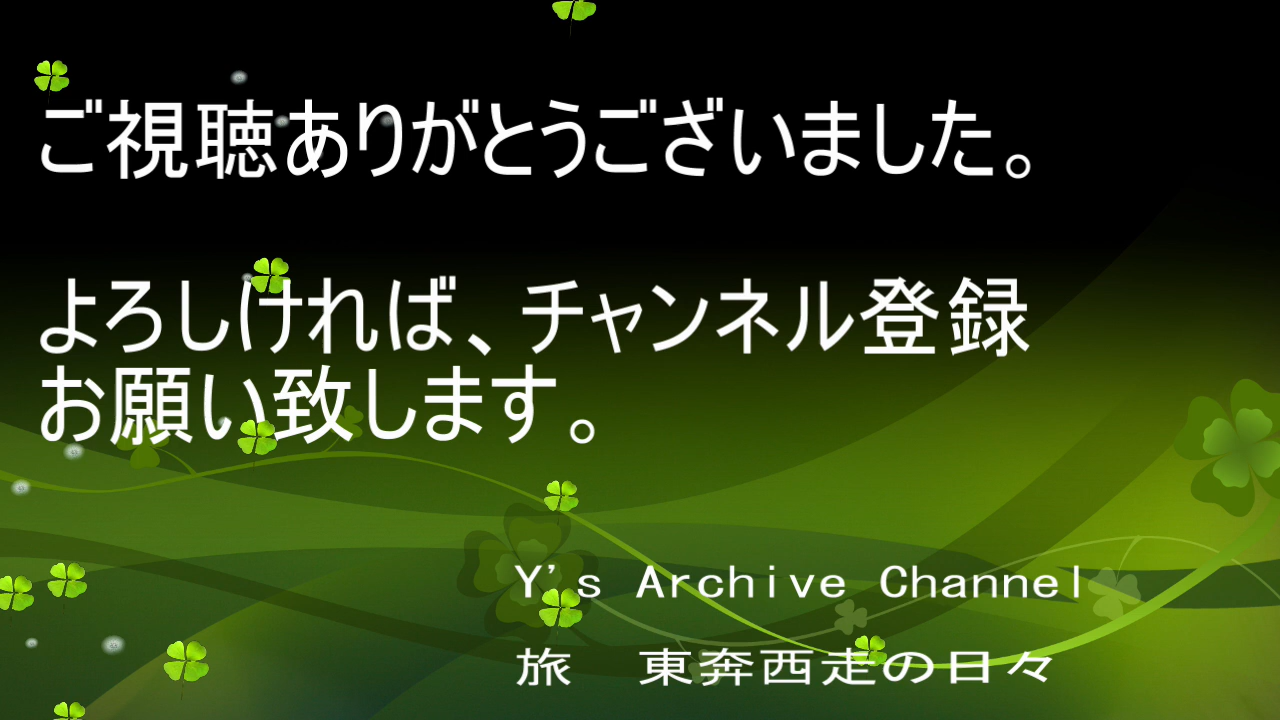 ご視聴ありがとうございました。
よろしければ、チャンネル登録
お願い致します。
Y's Archive Channel
旅　東奔西走の日々